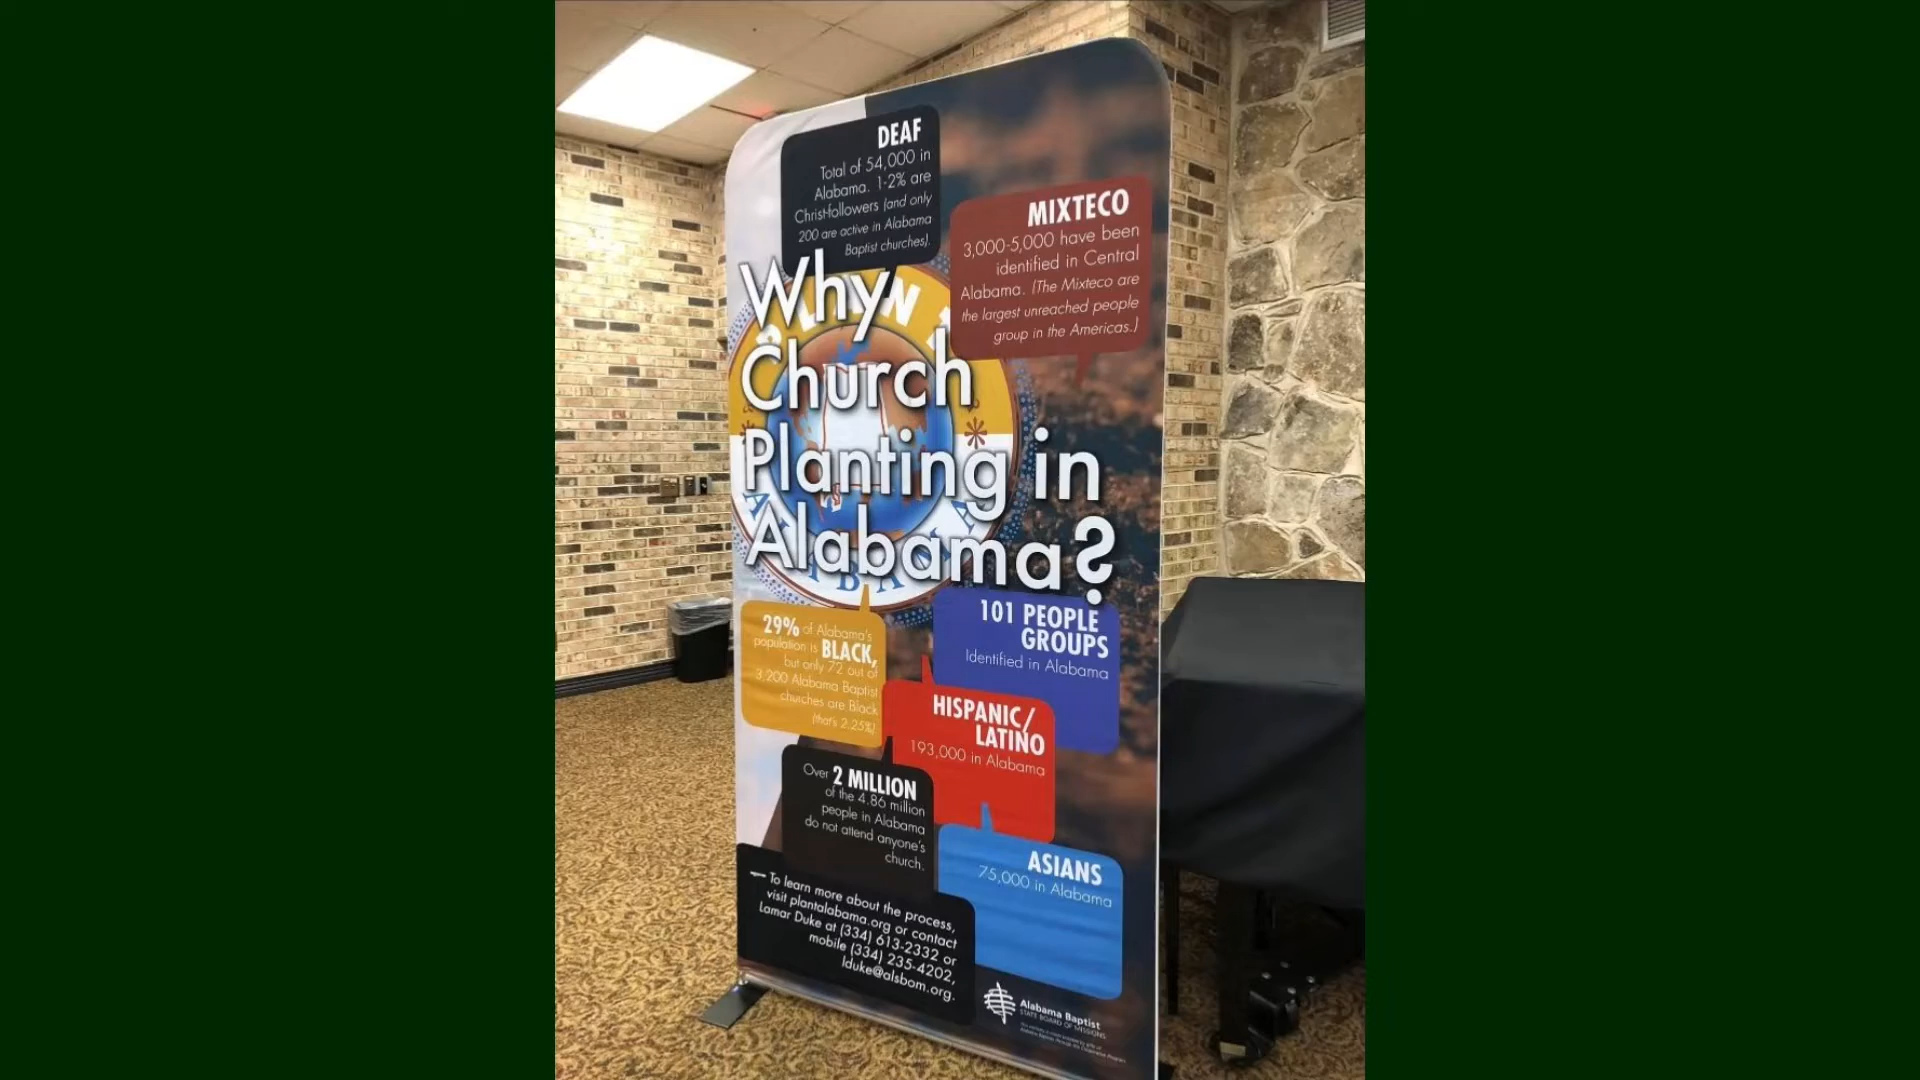 DEAF
Total of 54,000 in
Alabama. 1-2% are
Christ-followers (and only
200 are active in Alabama
Baptist churches).
MIXTECO
3,000-5,000 have been
identified in Central
Alabama. (The Mixteco are
the largest unreached people
group in the Americas.)
Why
Church
Planting in
Alabama?
29% of Alabama's
population is BLACK,
but only 72 out of
3,200 Alabama Baptist
churches are Black
(that's 2.25%)
101 PEOPLE
GROUPS
Identified in Alabama
HISPANIC/
LATINO
193,000 in Alabama
Over 2 MILLION
of the 4.86 million
people in Alabama
do not attend anyone's
church.
ASIANS
75,000 in Alabama
To learn more about the process,
visit plantalabama.org or contact
Lamar Duke at (334) 613-2332 or
mobile (334) 235-4202,
lduke@alsbom.org.
Alabama Baptist
STATE BOARD OF MISSIONS